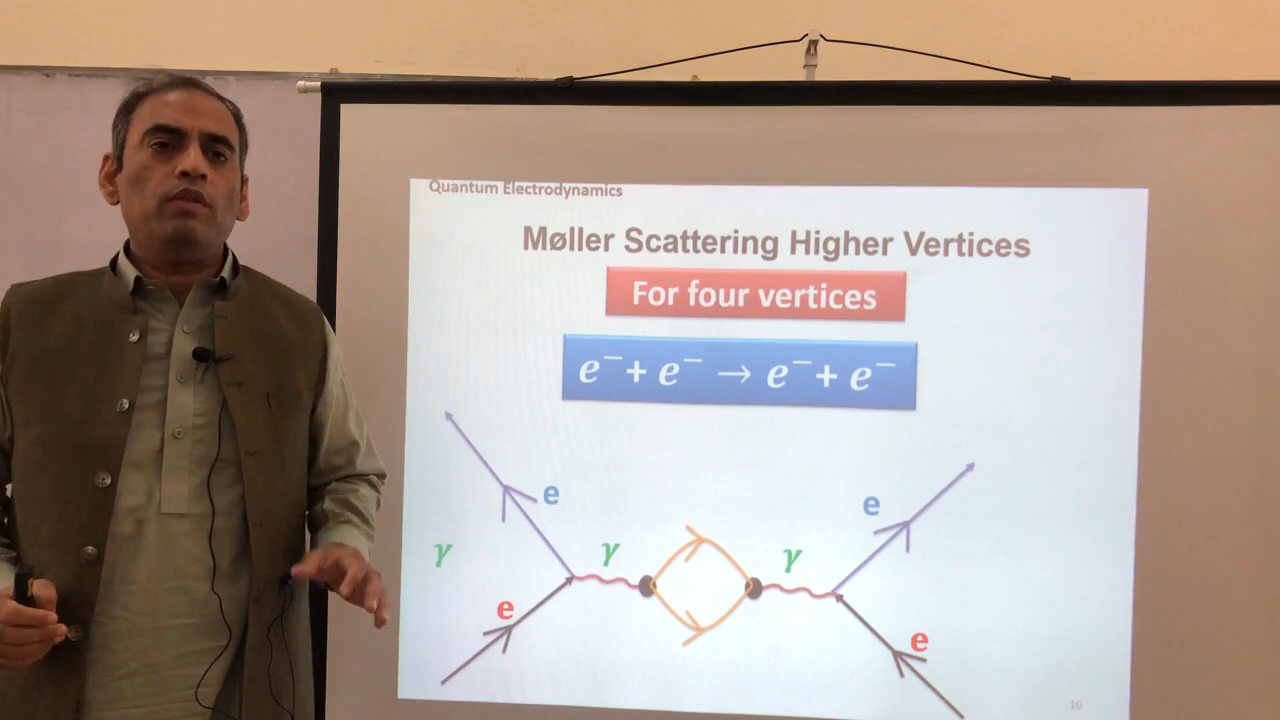 Quantum Electrodynamics
Møller Scattering Higher Vertices
For four vertices
e⁻ + e⁻ → e⁻ + e⁻
e
e
γ
γ
γ
e
e
10